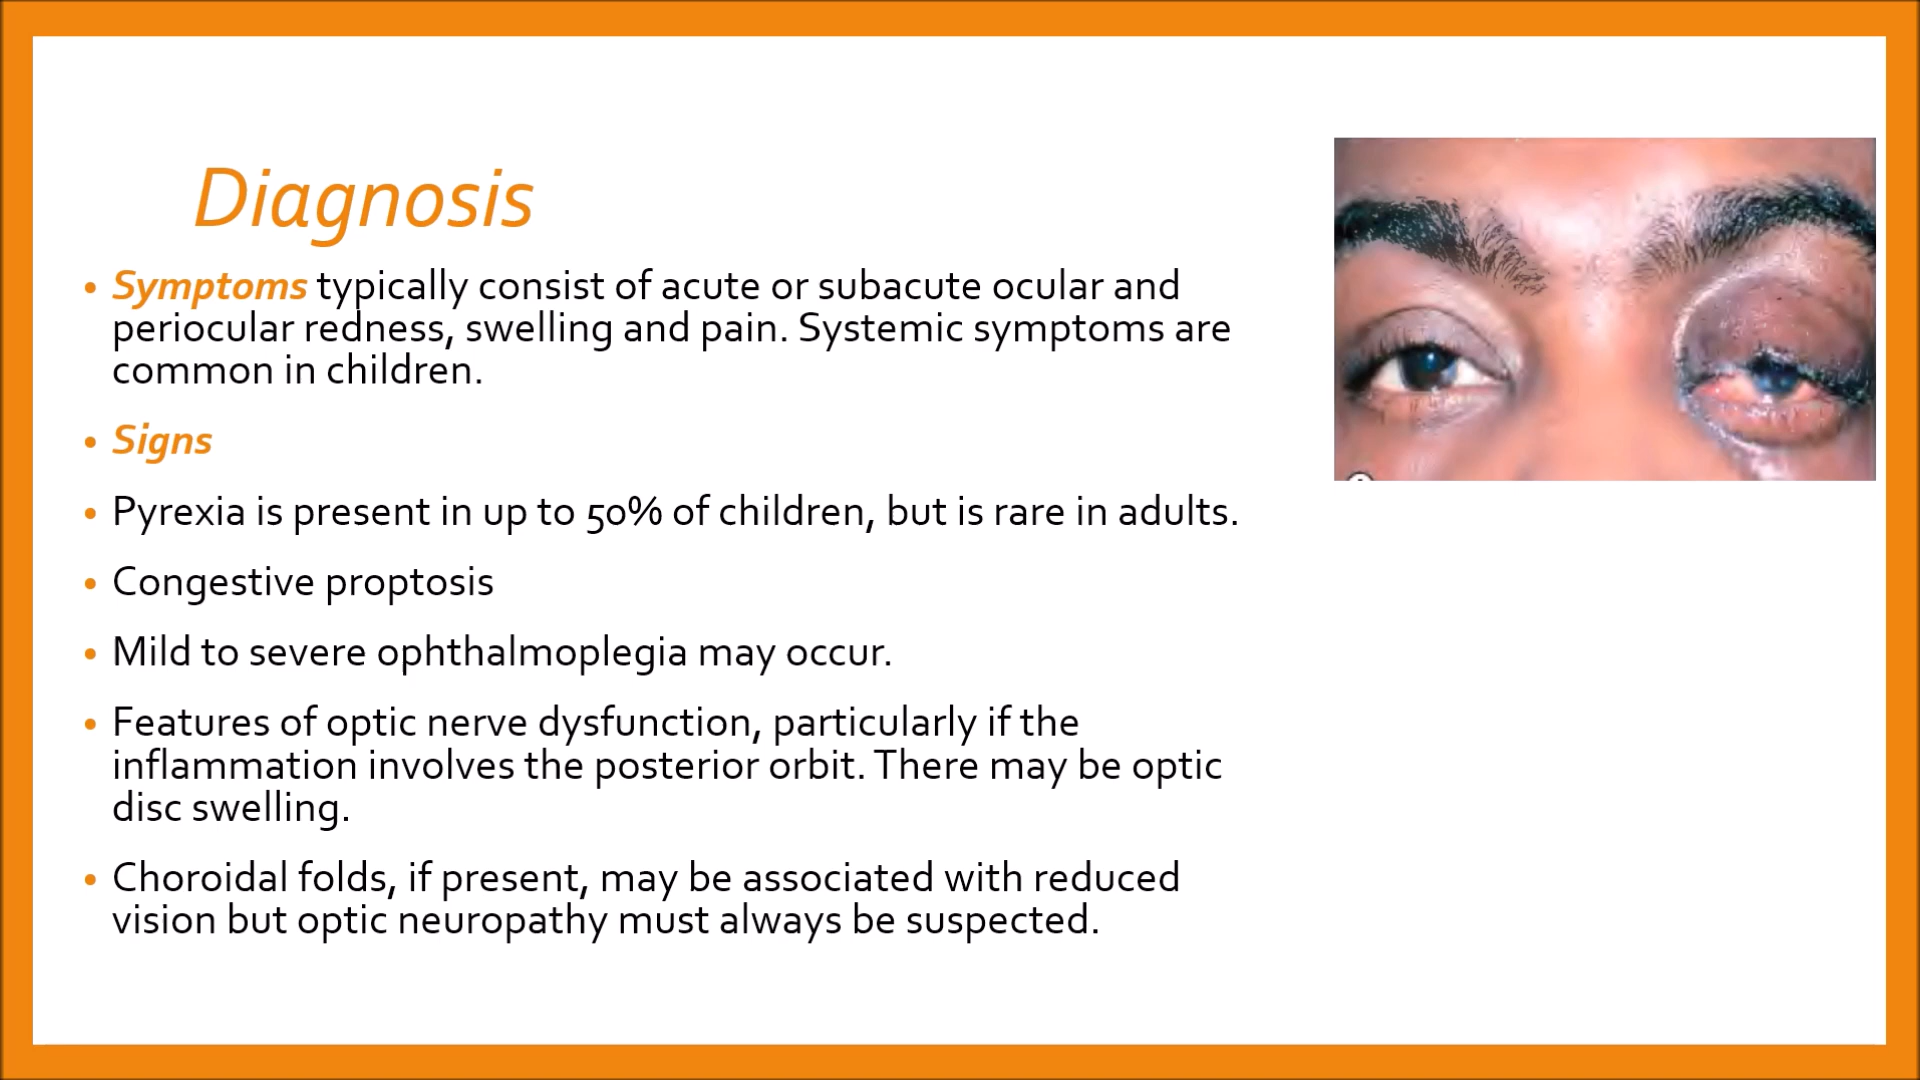 Diagnosis
• Symptoms typically consist of acute or subacute ocular and
periocular redness, swelling and pain. Systemic symptoms are
common in children.
• Signs
• Pyrexia is present in up to 50% of children, but is rare in adults.
• Congestive proptosis
• Mild to severe ophthalmoplegia may occur.
• Features of optic nerve dysfunction, particularly if the
inflammation involves the posterior orbit. There may be optic
disc swelling.
• Choroidal folds, if present, may be associated with reduced
vision but optic neuropathy must always be suspected.